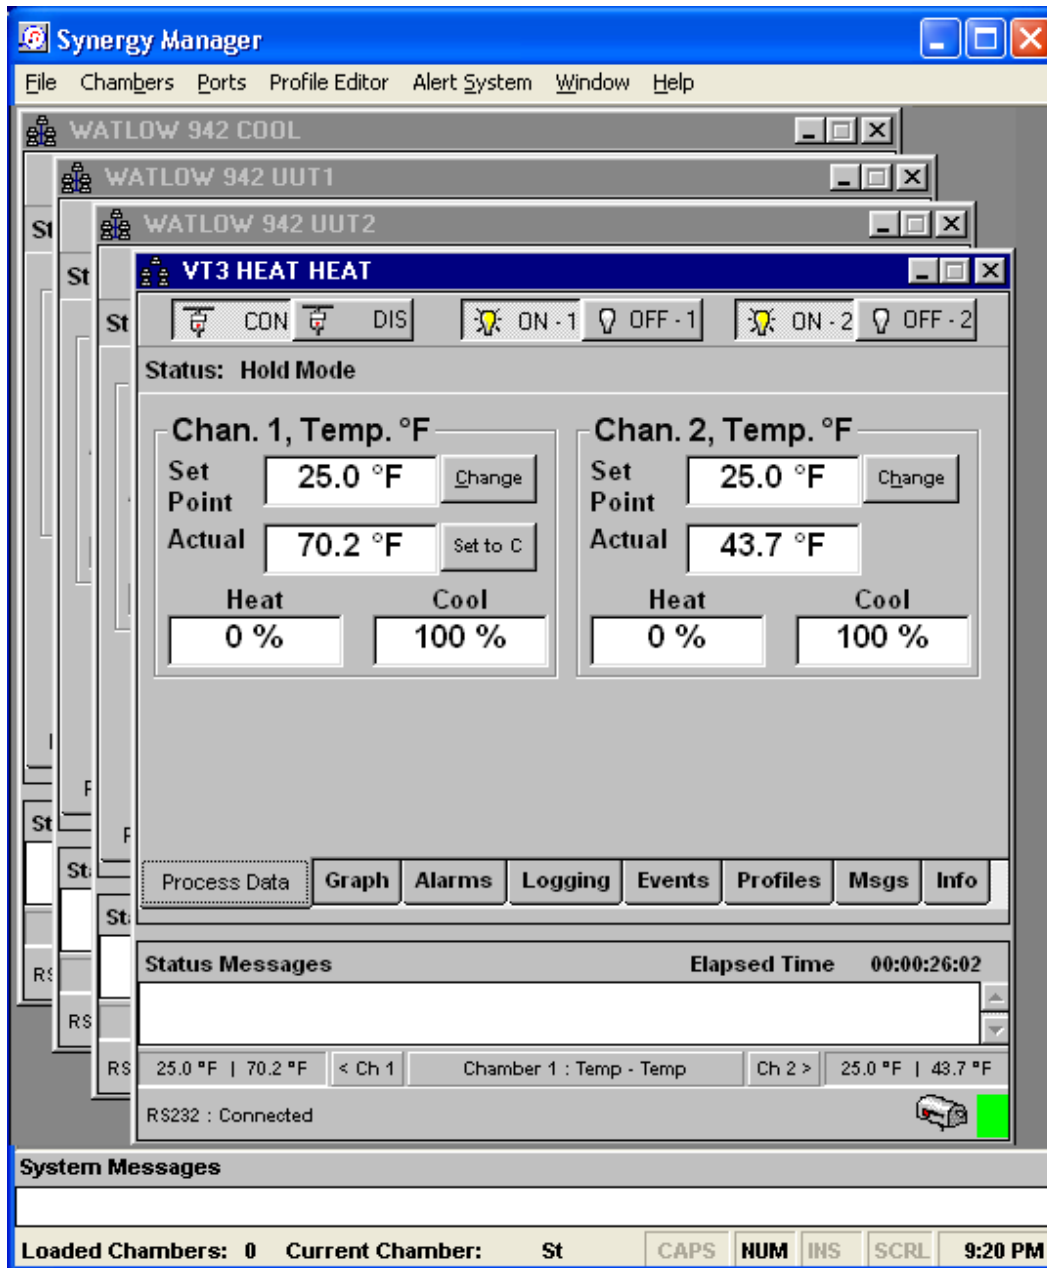 Synergy Manager
File Chambers Ports Profile Editor Alert System Window Help
WATLOW 942 COOL
WATLOW 942 UUT1
WATLOW 942 UUT2
VT3 HEAT HEAT
CON DIS ON - 1 OFF - 1 ON - 2 OFF - 2
Status: Hold Mode
Chan. 1, Temp. °F Chan. 2, Temp. °F
Set Point 25.0 °F Change Set Point 25.0 °F Change
Actual 70.2 °F Set to C Actual 43.7 °F
Heat Cool Heat Cool
0 % 100 % 0 % 100 %
Process Data Graph Alarms Logging Events Profiles Msgs Info
Status Messages Elapsed Time 00:00:26:02
25.0 °F | 70.2 °F < Ch 1 Chamber 1 : Temp - Temp Ch 2 > 25.0 °F | 43.7 °F
RS232 : Connected
System Messages
Loaded Chambers: 0 Current Chamber: St CAPS NUM INS SCRL 9:20 PM